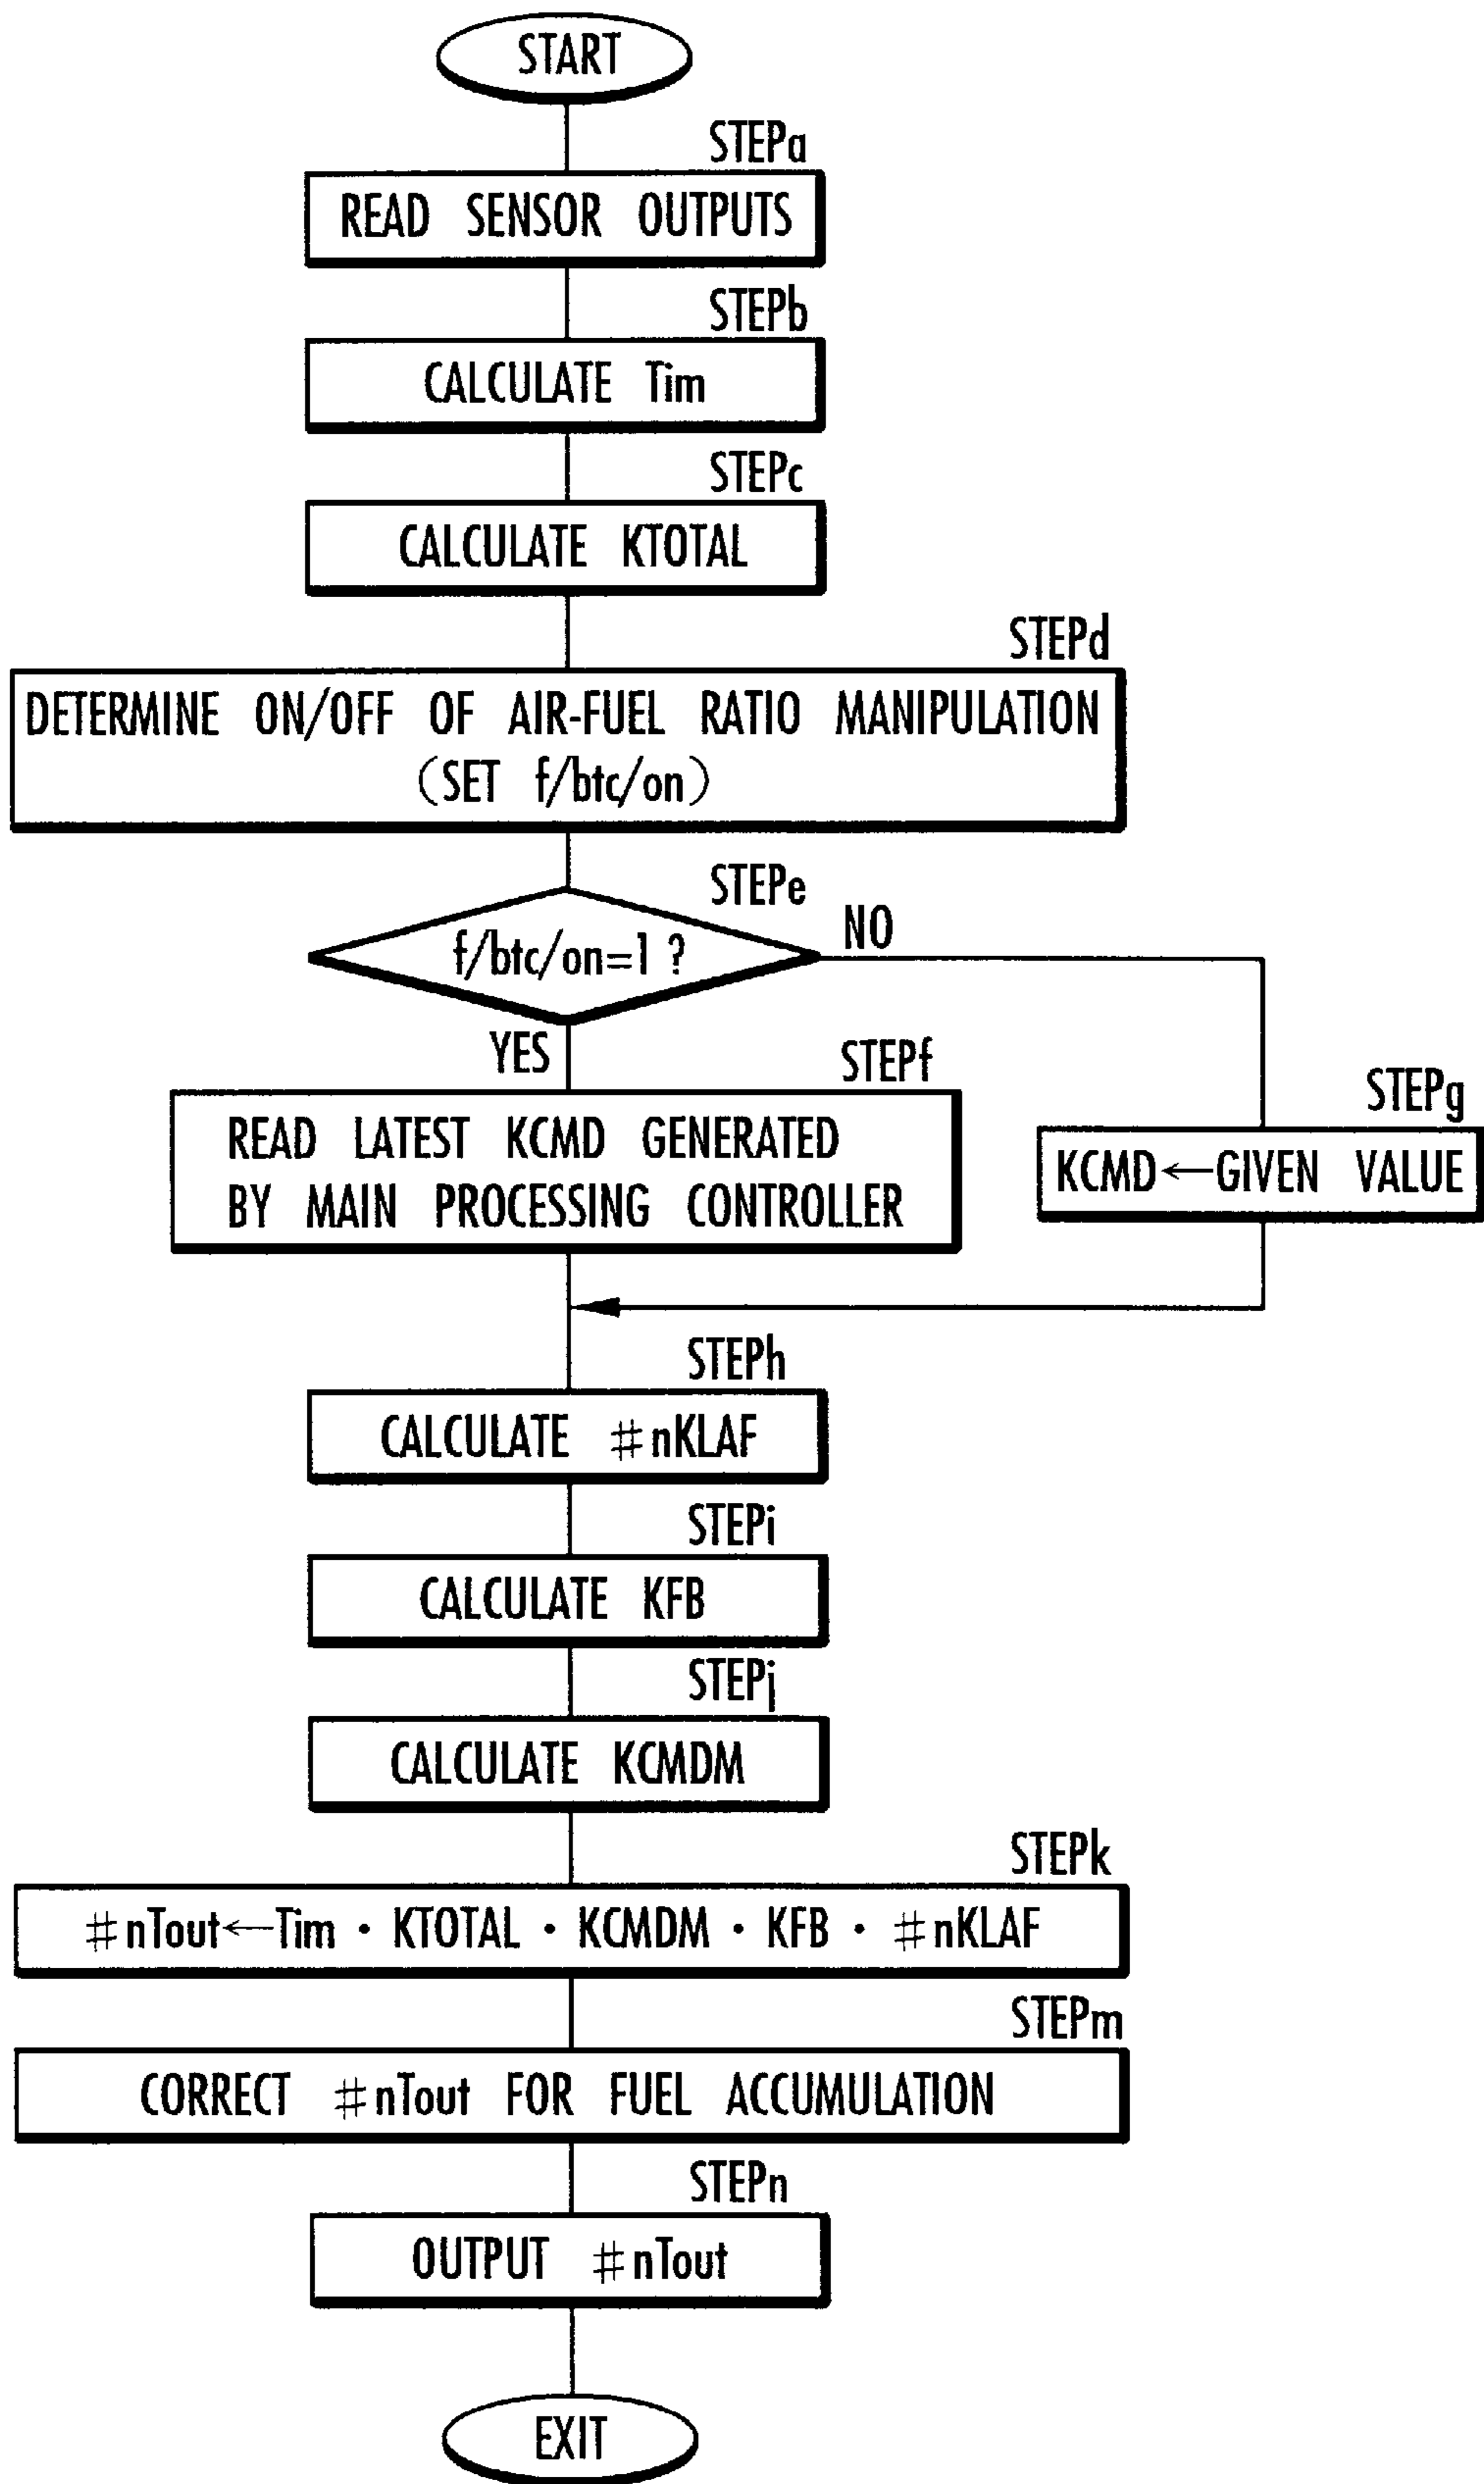 START
STEPa
READ SENSOR OUTPUTS
STEPb
CALCULATE Tim
STEPc
CALCULATE KTOTAL
STEPd
DETERMINE ON/OFF OF AIR-FUEL RATIO MANIPULATION
(SET f/btc/on)
STEPe
f/btc/on=1 ?
NO
YES
STEPf
READ LATEST KCMD GENERATED
BY MAIN PROCESSING CONTROLLER
STEPg
KCMD←GIVEN VALUE
STEPh
CALCULATE #nKLAF
STEPi
CALCULATE KFB
STEPj
CALCULATE KCMDM
STEPk
#nTout←Tim · KTOTAL · KCMDM · KFB · #nKLAF
STEPm
CORRECT #nTout FOR FUEL ACCUMULATION
STEPn
OUTPUT #nTout
EXIT